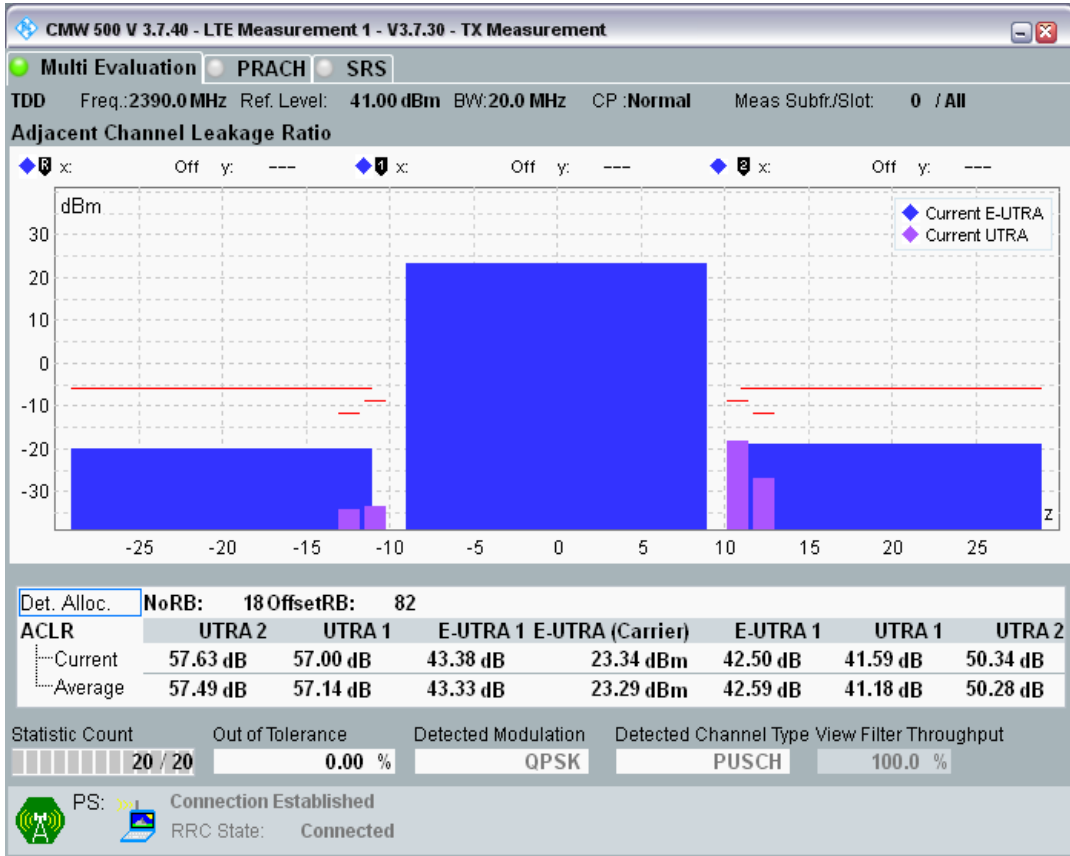 CMW 500 V 3.7.40 - LTE Measurement 1 - V3.7.30 - TX Measurement
Multi Evaluation PRACH SRS
TDD Freq.:2390.0 MHz Ref. Level: 41.00 dBm BW:20.0 MHz CP :Normal Meas Subfr./Slot: 0 / All
Adjacent Channel Leakage Ratio
R x: Off y: --- 1 x: Off y: --- 2 x: Off y: ---
dBm
Current E-UTRA
Current UTRA
30
20
10
0
-10
-20
-30
z
-25 -20 -15 -10 -5 0 5 10 15 20 25
Det. Alloc. NoRB: 18 OffsetRB: 82
ACLR UTRA 2 UTRA 1 E-UTRA 1 E-UTRA (Carrier) E-UTRA 1 UTRA 1 UTRA 2
Current 57.63 dB 57.00 dB 43.38 dB 23.34 dBm 42.50 dB 41.59 dB 50.34 dB
Average 57.49 dB 57.14 dB 43.33 dB 23.29 dBm 42.59 dB 41.18 dB 50.28 dB
Statistic Count Out of Tolerance Detected Modulation Detected Channel Type View Filter Throughput
20 / 20 0.00 % QPSK PUSCH 100.0 %
PS: Connection Established
RRC State: Connected